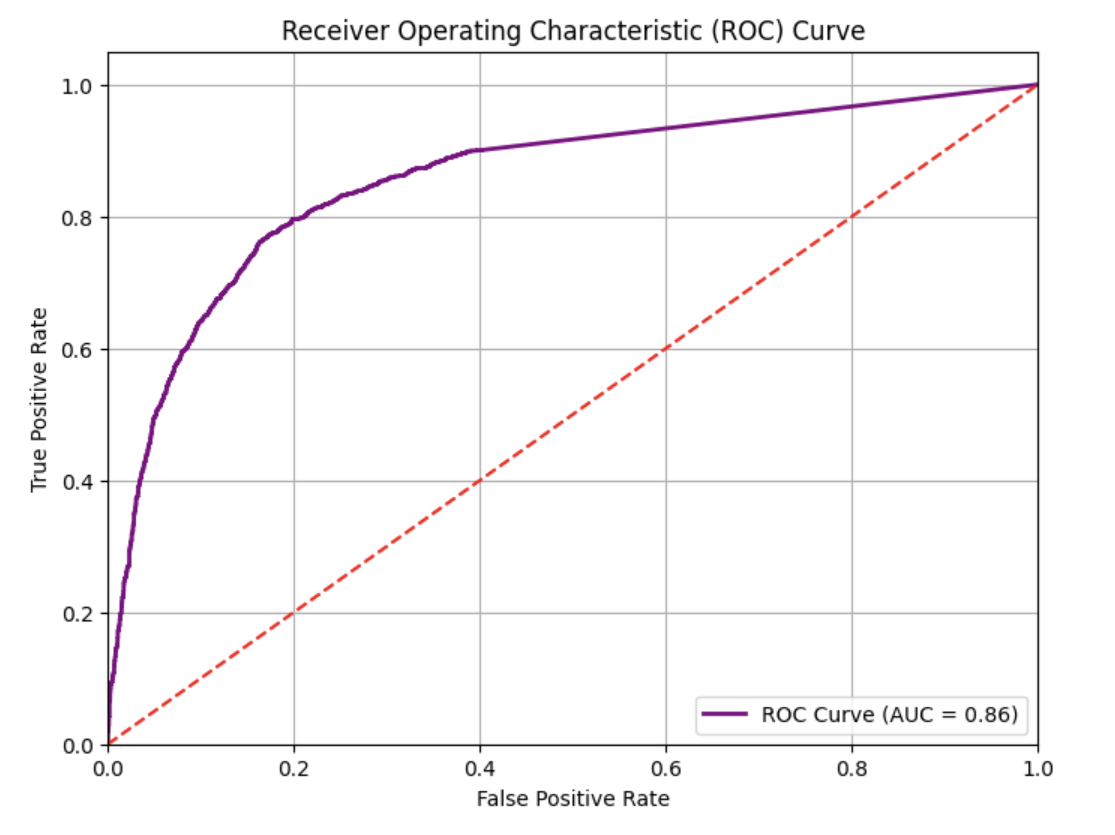 Receiver Operating Characteristic (ROC) Curve
1.0
0.8
0.6
0.4
0.2
0.0
True Positive Rate
ROC Curve (AUC = 0.86)
0.0 0.2 0.4 0.6 0.8 1.0
False Positive Rate